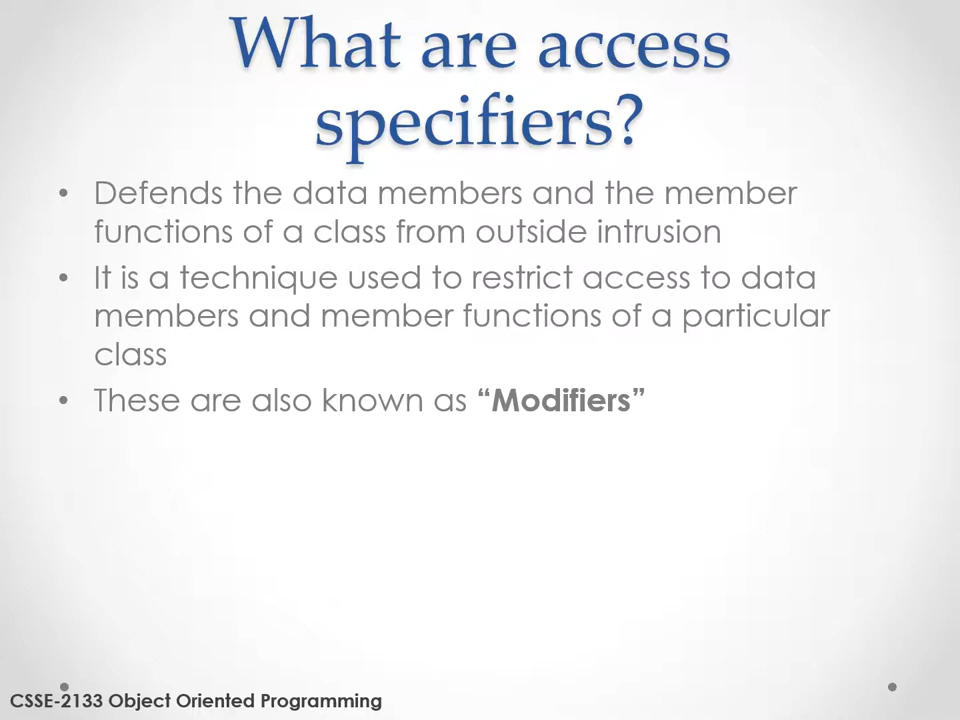 What are access
specifiers?
• Defends the data members and the member
functions of a class from outside intrusion
• It is a technique used to restrict access to data
members and member functions of a particular
class
• These are also known as “Modifiers”
CSSE-2133 Object Oriented Programming